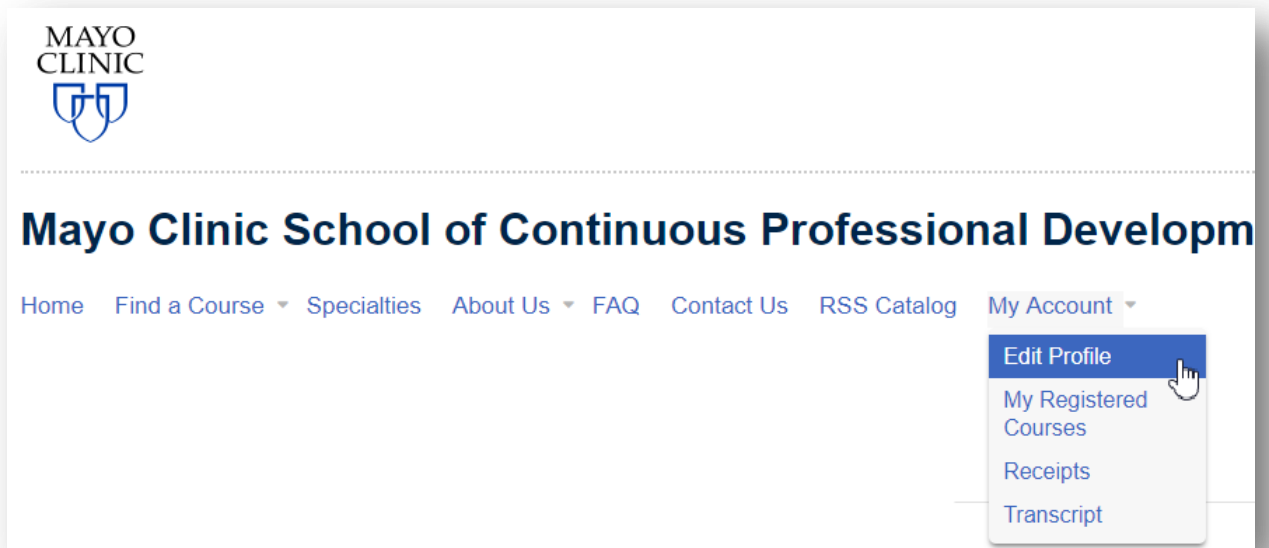 MAYO
CLINIC
Mayo Clinic School of Continuous Professional Developm
Home Find a Course Specialties About Us FAQ Contact Us RSS Catalog My Account
Edit Profile
My Registered
Courses
Receipts
Transcript